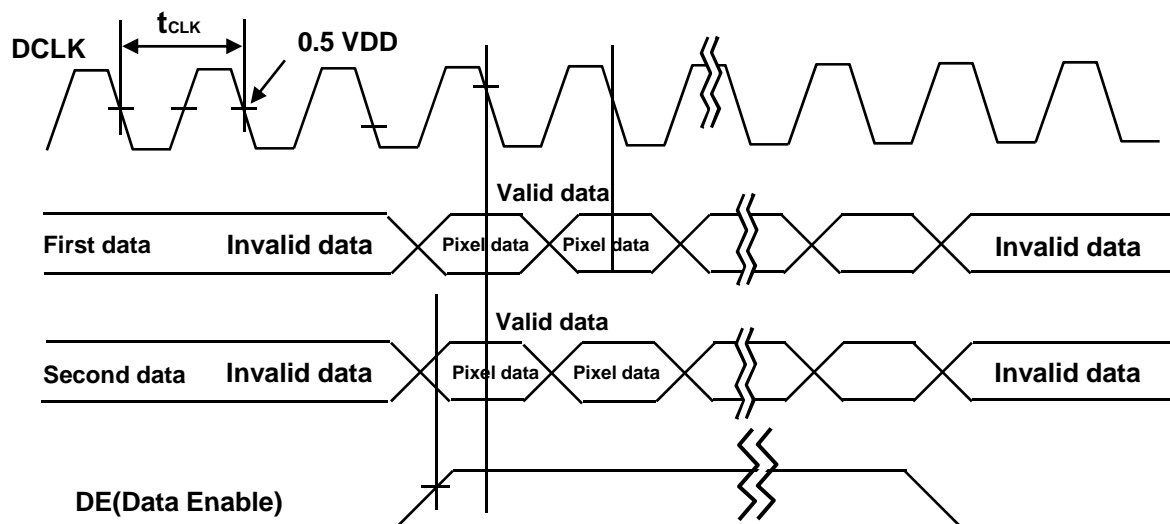 tCLK
DCLK
0.5 VDD
Valid data
First data
Invalid data
Pixel data
Pixel data
Invalid data
Valid data
Second data
Invalid data
Pixel data
Pixel data
Invalid data
DE(Data Enable)